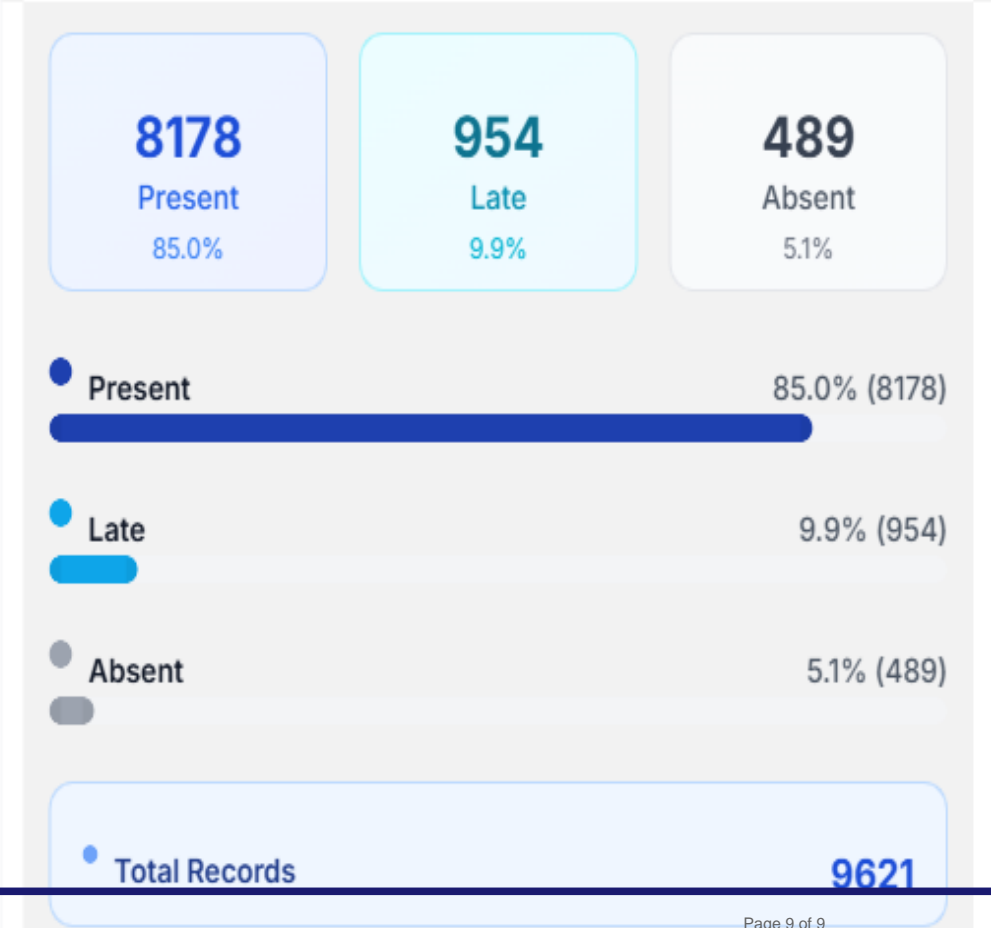 8178 954 489
Present Late Absent
85.0% 9.9% 5.1%
Present 85.0% (8178)
Late 9.9% (954)
Absent 5.1% (489)
Total Records 9621
Page 9 of 9